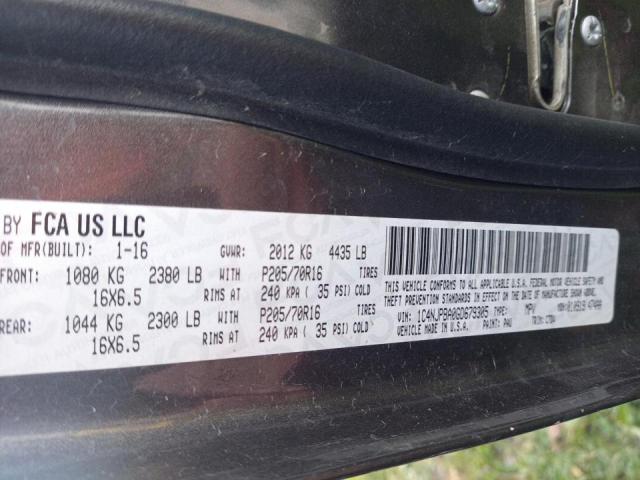 BY FCA US LLC
OF MFR(BUILT): 1-16 GVWR: 2012 KG 4435 LB
FRONT: 1080 KG 2380 LB WITH P205/70R16 TIRES
16X6.5 RIMS AT 240 KPA ( 35 PSI) COLD
REAR: 1044 KG 2300 LB WITH P205/70R16 TIRES
16X6.5 RIMS AT 240 KPA ( 35 PSI) COLD
THIS VEHICLE CONFORMS TO ALL APPLICABLE U.S.A. FEDERAL MOTOR VEHICLE SAFETY
AND THEFT PREVENTION STANDARDS IN EFFECT ON THE DATE OF MANUFACTURE SHOWN ABOVE.
VIN: 1C4NJPBA0GD679305 TYPE: MPV
VEHICLE MADE IN U.S.A. PAINT: PAU TRIM: